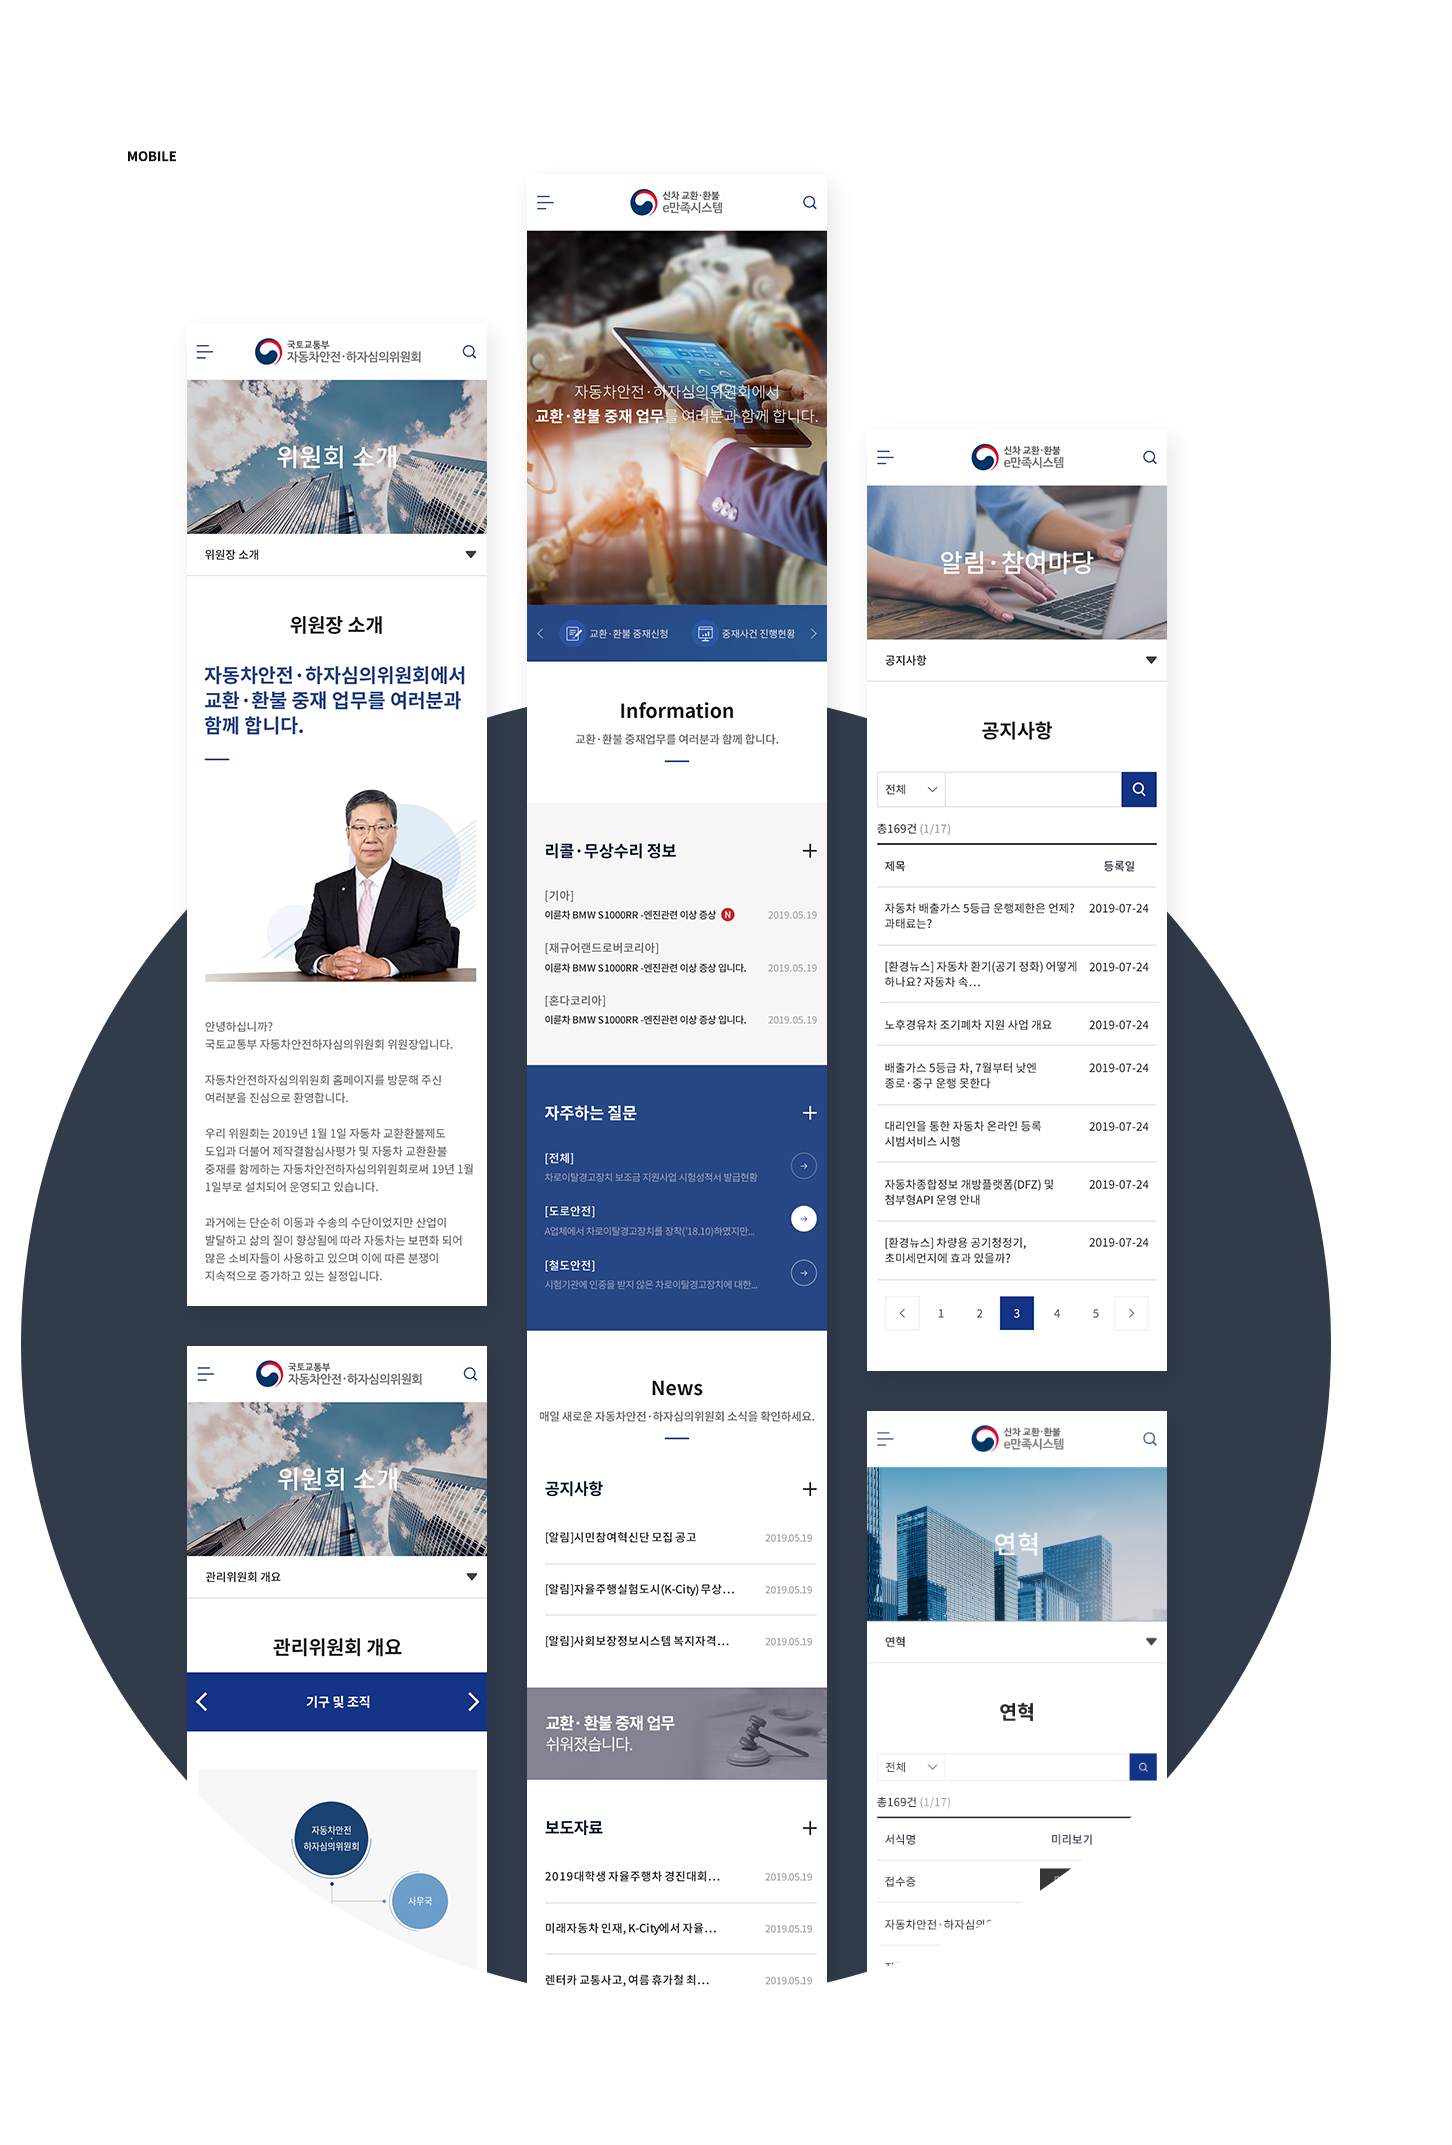 MOBILE
국토교통부
자동차안전·하자심의위원회
위원회 소개
위원장 소개
위원장 소개
자동차안전·하자심의위원회에서
교환·환불 중재 업무를 여러분과
함께 합니다.
안녕하십니까?
국토교통부 자동차안전하자심의위원회 위원장입니다.
자동차안전하자심의위원회 홈페이지를 방문해 주신
여러분을 진심으로 환영합니다.
우리 위원회는 2019년 1월 1일 자동차 교환환불제도
도입과 더불어 제작결함심사평가 및 자동차 교환환불
중재를 함께하는 자동차안전하자심의위원회로써 19년 1월
1일부로 설치되어 운영되고 있습니다.
과거에는 단순히 이동과 수송의 수단이었지만 산업이
발달하고 삶의 질이 향상됨에 따라 자동차는 보편화 되어
많은 소비자들이 사용하고 있으며 이에 따른 분쟁이
지속적으로 증가하고 있는 실정입니다.
국토교통부
자동차안전·하자심의위원회
위원회 소개
관리위원회 개요
관리위원회 개요
기구 및 조직
자동차안전
·
하자심의위원회
사무국
신차 교환·환불
e만족시스템
자동차안전·하자심의위원회에서
교환·환불 중재 업무를 여러분과 함께 합니다.
교환·환불 중재신청 중재사건 진행현황
Information
교환·환불 중재업무를 여러분과 함께 합니다.
리콜·무상수리 정보
[기아]
이륜차 BMW S1000RR -엔진관련 이상 증상 N 2019.05.19
[재규어랜드로버코리아]
이륜차 BMW S1000RR -엔진관련 이상 증상 입니다. 2019.05.19
[혼다코리아]
이륜차 BMW S1000RR -엔진관련 이상 증상 입니다. 2019.05.19
자주하는 질문
[전체]
차로이탈경고장치 보조금 지원사업 시험성적서 발급현황
[도로안전]
A업체에서 차로이탈경고장치를 장착('18.10)하였지만...
[철도안전]
시험기관에 인증을 받지 않은 차로이탈경고장치에 대한...
News
매일 새로운 자동차안전·하자심의위원회 소식을 확인하세요.
공지사항
[알림]시민참여혁신단 모집 공고 2019.05.19
[알림]자율주행실험도시(K-City) 무상... 2019.05.19
[알림]사회보장정보시스템 복지자격... 2019.05.19
교환·환불 중재 업무
쉬워졌습니다.
보도자료
2019대학생 자율주행차 경진대회... 2019.05.19
미래자동차 인재, K-City에서 자율... 2019.05.19
렌터카 교통사고, 여름 휴가철 최... 2019.05.19
신차 교환·환불
e만족시스템
알림·참여마당
공지사항
공지사항
전체
총169건 (1/17)
제목 등록일
자동차 배출가스 5등급 운행제한은 언제? 2019-07-24
과태료는?
[환경뉴스] 자동차 환기(공기 정화) 어떻게 2019-07-24
하나요? 자동차 속...
노후경유차 조기폐차 지원 사업 개요 2019-07-24
배출가스 5등급 차, 7월부터 낮엔 2019-07-24
종로·중구 운행 못한다
대리인을 통한 자동차 온라인 등록 2019-07-24
시범서비스 시행
자동차종합정보 개방플랫폼(DFZ) 및 2019-07-24
첨부형API 운영 안내
[환경뉴스] 차량용 공기청정기, 2019-07-24
초미세먼지에 효과 있을까?
1 2 3 4 5
신차 교환·환불
e만족시스템
연혁
연혁
연혁
전체
총169건 (1/17)
서식명 미리보기
접수증
자동차안전·하자심의